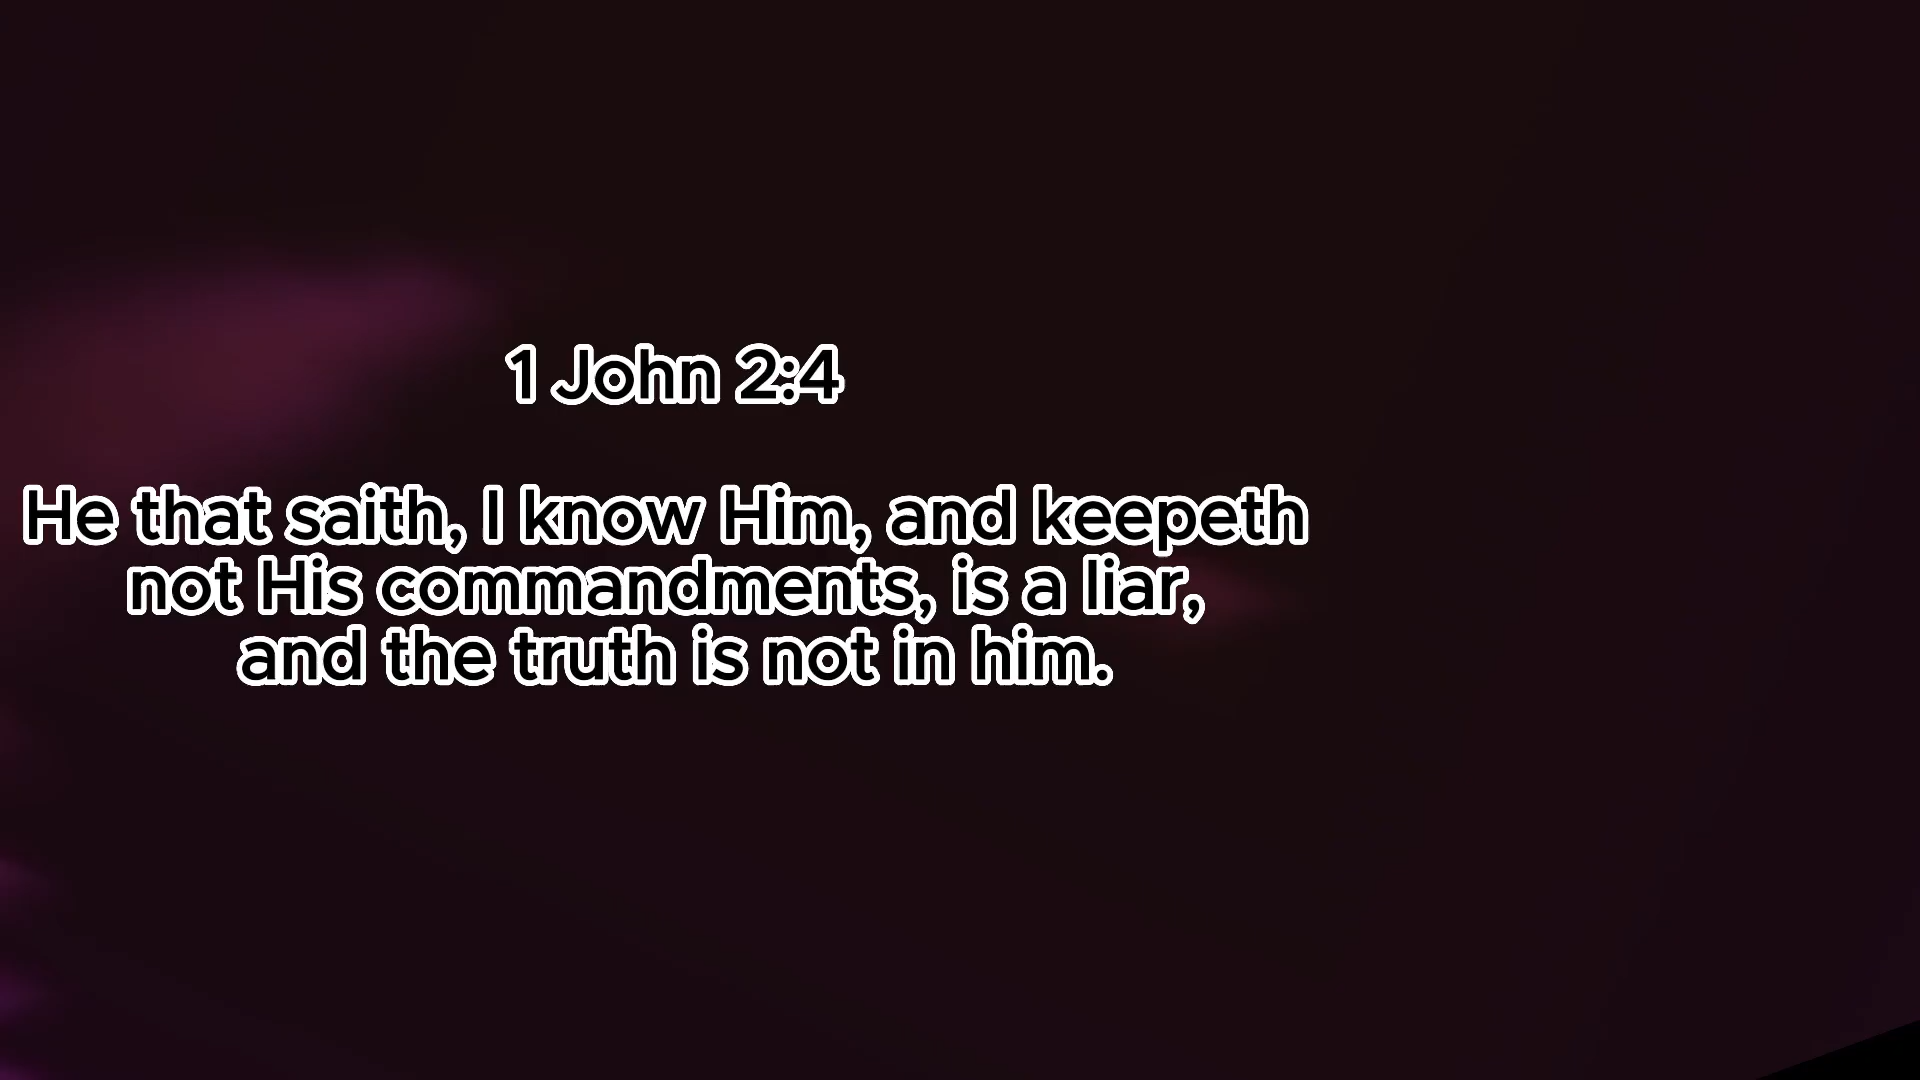 1 John 2:4
He that saith, I know Him, and keepeth
not His commandments, is a liar,
and the truth is not in him.